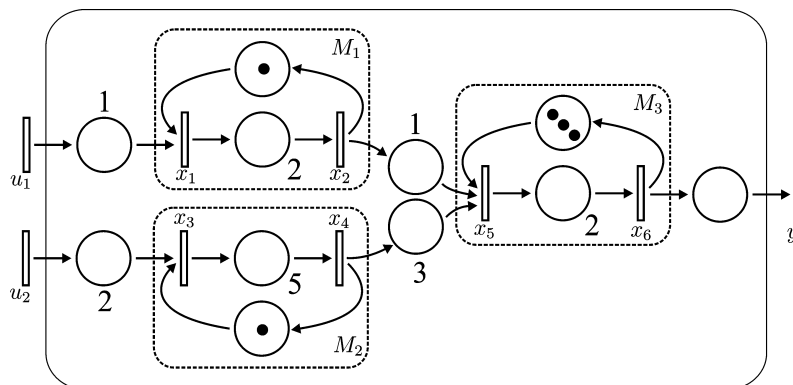 M₁
1
1
2
u₁
x₁
x₂
M₃
x₃
x₄
x₅
2
x₆
3
y
5
u₂
2
M₂